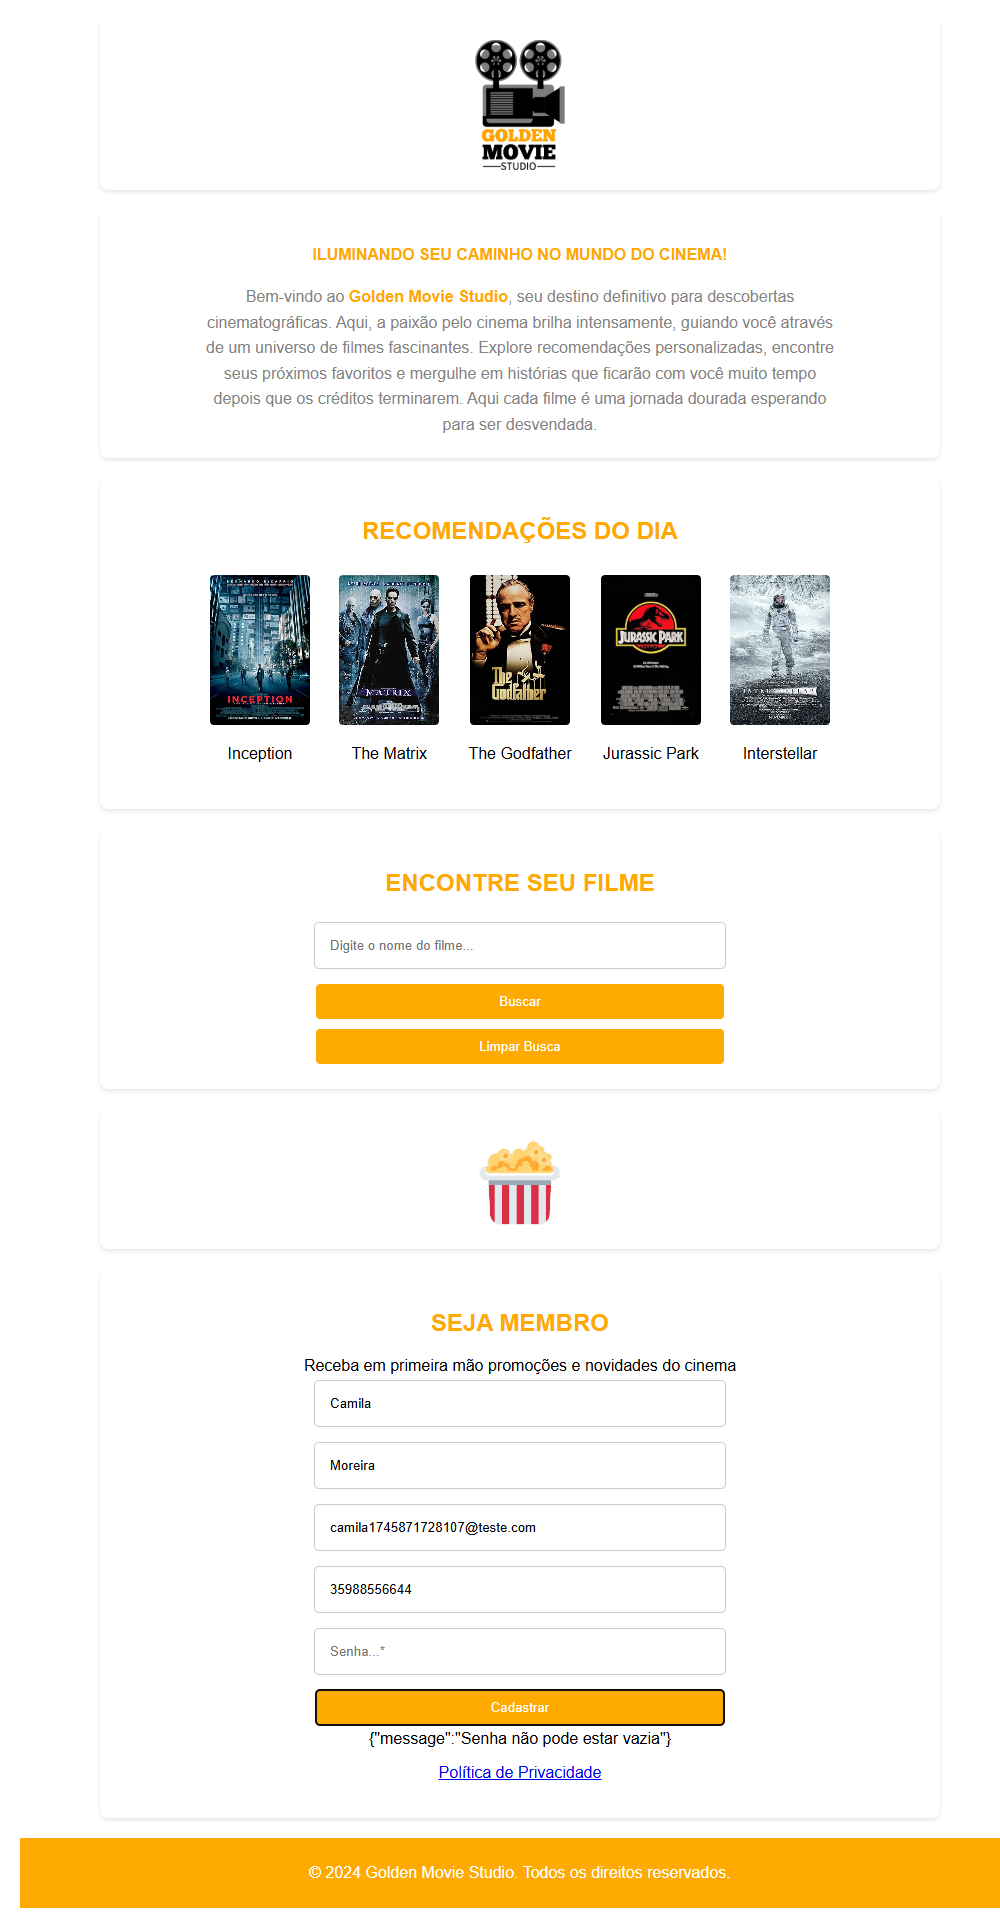 GOLDEN
MOVIE
STUDIO
ILUMINANDO SEU CAMINHO NO MUNDO DO CINEMA!
Bem-vindo ao Golden Movie Studio, seu destino definitivo para descobertas
cinematográficas. Aqui, a paixão pelo cinema brilha intensamente, guiando você através
de um universo de filmes fascinantes. Explore recomendações personalizadas, encontre
seus próximos favoritos e mergulhe em histórias que ficarão com você muito tempo
depois que os créditos terminarem. Aqui cada filme é uma jornada dourada esperando
para ser desvendada.
RECOMENDAÇÕES DO DIA
INCEPTION
MATRIX
The
Godfather
JURASSIC PARK
INTERSTELLAR
Inception
The Matrix
The Godfather
Jurassic Park
Interstellar
ENCONTRE SEU FILME
Digite o nome do filme...
Buscar
Limpar Busca
SEJA MEMBRO
Receba em primeira mão promoções e novidades do cinema
Camila
Moreira
camila1745871728107@teste.com
35988556644
Senha...*
Cadastrar
{"message":"Senha não pode estar vazia"}
Política de Privacidade
© 2024 Golden Movie Studio. Todos os direitos reservados.